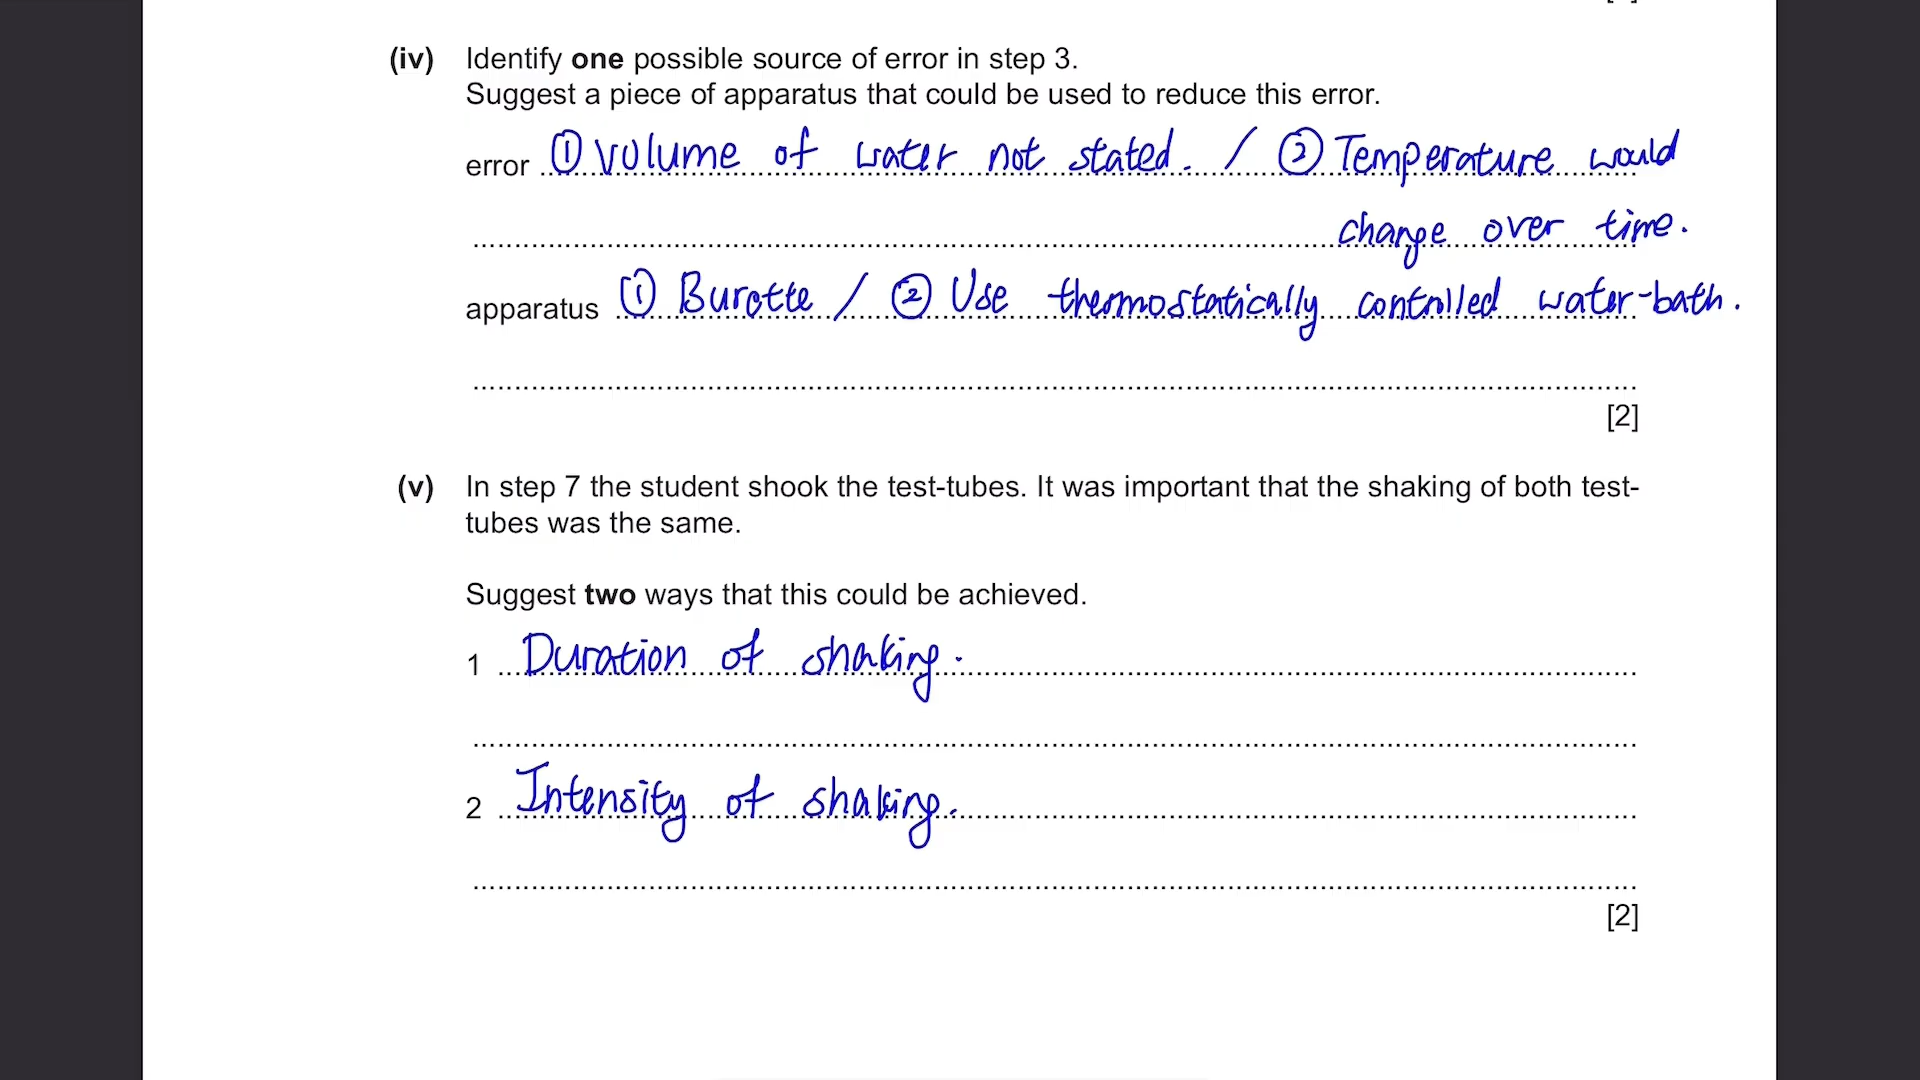 (iv) Identify one possible source of error in step 3.
Suggest a piece of apparatus that could be used to reduce this error.
error ① Volume of water not stated. / ② Temperature would
change over time.
apparatus ① Burette / ② Use thermostatically controlled water-bath.
[2]
(v) In step 7 the student shook the test-tubes. It was important that the shaking of both test-
tubes was the same.
Suggest two ways that this could be achieved.
1 Duration of shaking.
2 Intensity of shaking.
[2]